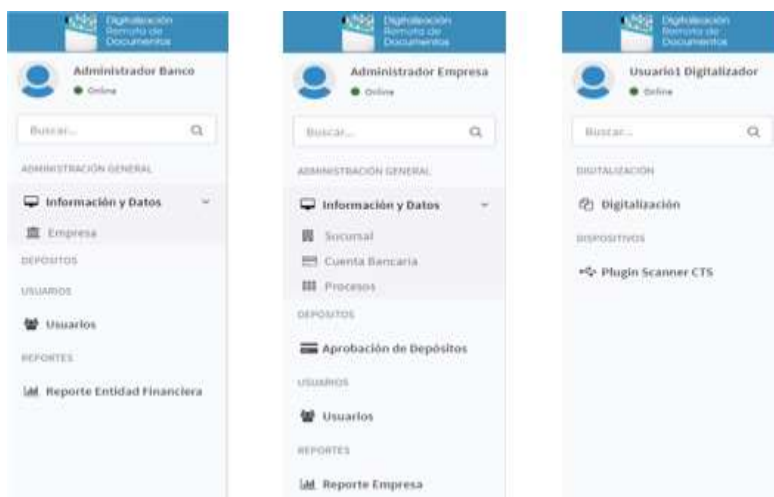 Digitalización
Remota de
Documentos
Administrador Banco
Online
Buscar...
ADMINISTRACIÓN GENERAL
Información y Datos
Empresa
DEPÓSITOS
USUARIOS
Usuarios
REPORTES
Reporte Entidad Financiera
Digitalización
Remota de
Documentos
Administrador Empresa
Online
Buscar...
ADMINISTRACIÓN GENERAL
Información y Datos
Sucursal
Cuenta Bancaria
Procesos
DEPÓSITOS
Aprobación de Depósitos
USUARIOS
Usuarios
REPORTES
Reporte Empresa
Digitalización
Remota de
Documentos
Usuario1 Digitalizador
Online
Buscar...
DIGITALIZACIÓN
Digitalización
DISPOSITIVOS
Plugin Scanner CTS